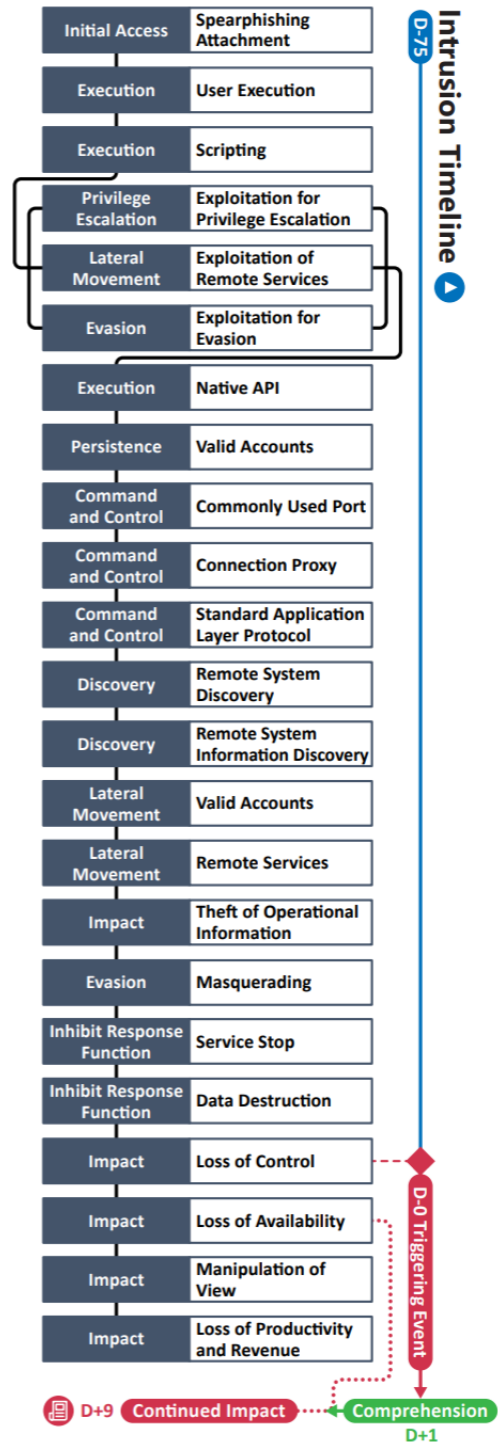 Intrusion Timeline
D-75
Initial Access
Spearphishing
Attachment
Execution
User Execution
Execution
Scripting
Privilege
Escalation
Exploitation for
Privilege Escalation
Lateral
Movement
Exploitation of
Remote Services
Evasion
Exploitation for
Evasion
Execution
Native API
Persistence
Valid Accounts
Command
and Control
Commonly Used Port
Command
and Control
Connection Proxy
Command
and Control
Standard Application
Layer Protocol
Discovery
Remote System
Discovery
Discovery
Remote System
Information Discovery
Lateral
Movement
Valid Accounts
Lateral
Movement
Remote Services
Impact
Theft of Operational
Information
Evasion
Masquerading
Inhibit Response
Function
Service Stop
Inhibit Response
Function
Data Destruction
Impact
Loss of Control
Impact
Loss of Availability
Impact
Manipulation of
View
Impact
Loss of Productivity
and Revenue
D-0 Triggering Event
D+9
Continued Impact
Comprehension
D+1